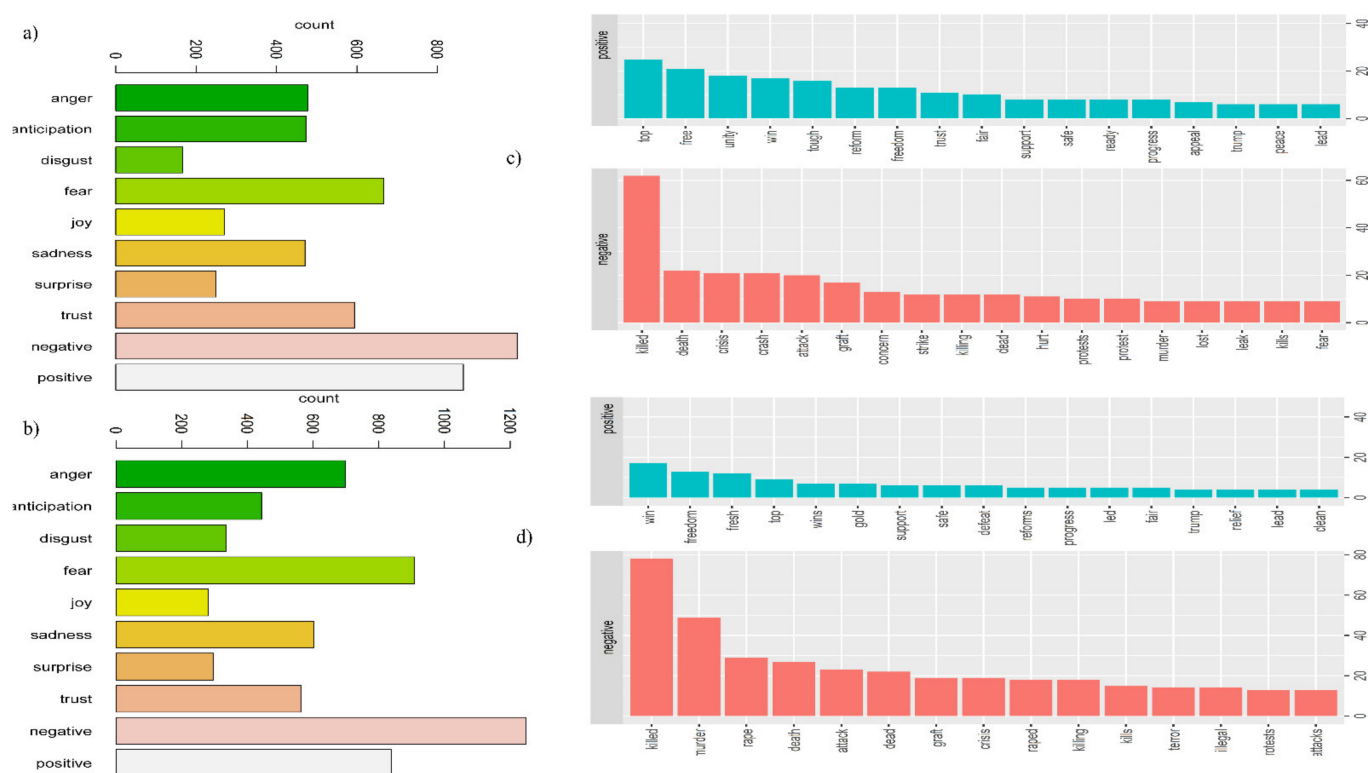 a)
count
0 200 400 600 800
anger
anticipation
disgust
fear
joy
sadness
surprise
trust
negative
positive
b)
count
0 200 400 600 800 1000 1200
anger
anticipation
disgust
fear
joy
sadness
surprise
trust
negative
positive
c)
positive
0 20 40
top free unity win tough reform freedom trust fair support safe ready progress appeal trump peace lead
negative
0 20 40 60
killed death crisis crash attack graft concern strike killing dead hurt protests protest murder lost leak kills fear
d)
positive
0 20 40
win freedom fresh top wins gold support safe defeat reforms progress led fair trump relief lead clean
negative
0 20 40 60 80
killed murder rape death attack dead graft crisis raped killing kills terror illegal rotests attacks